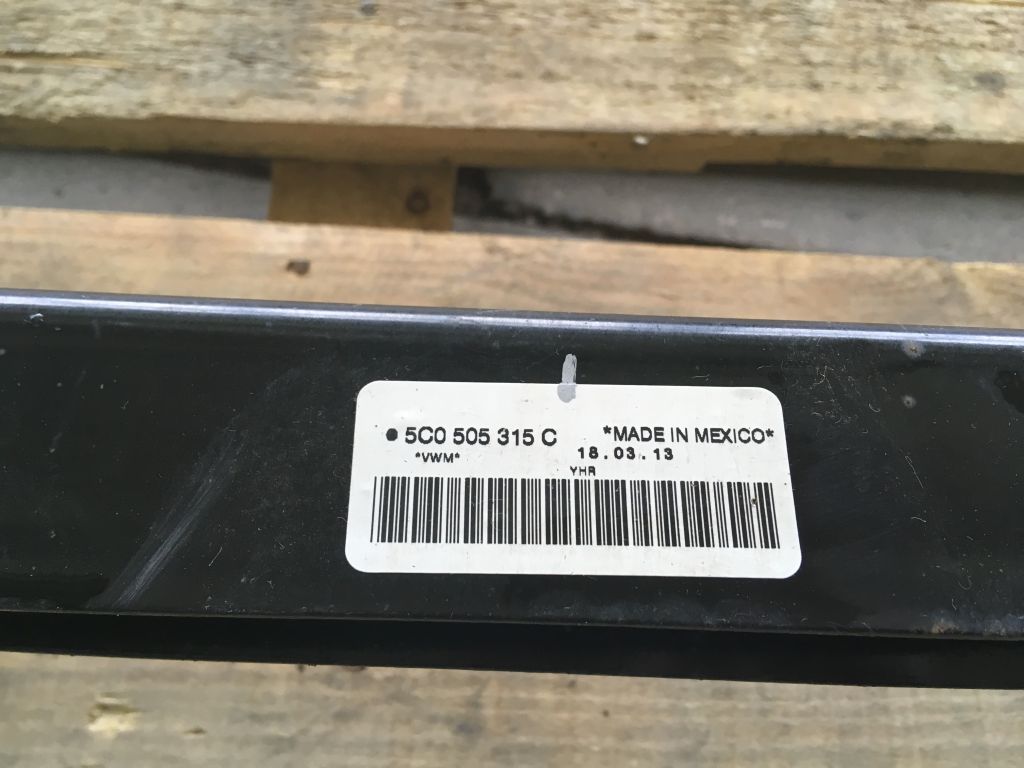 ● 5C0 505 315 C *MADE IN MEXICO*
*VWM* 18.03.13
YHR